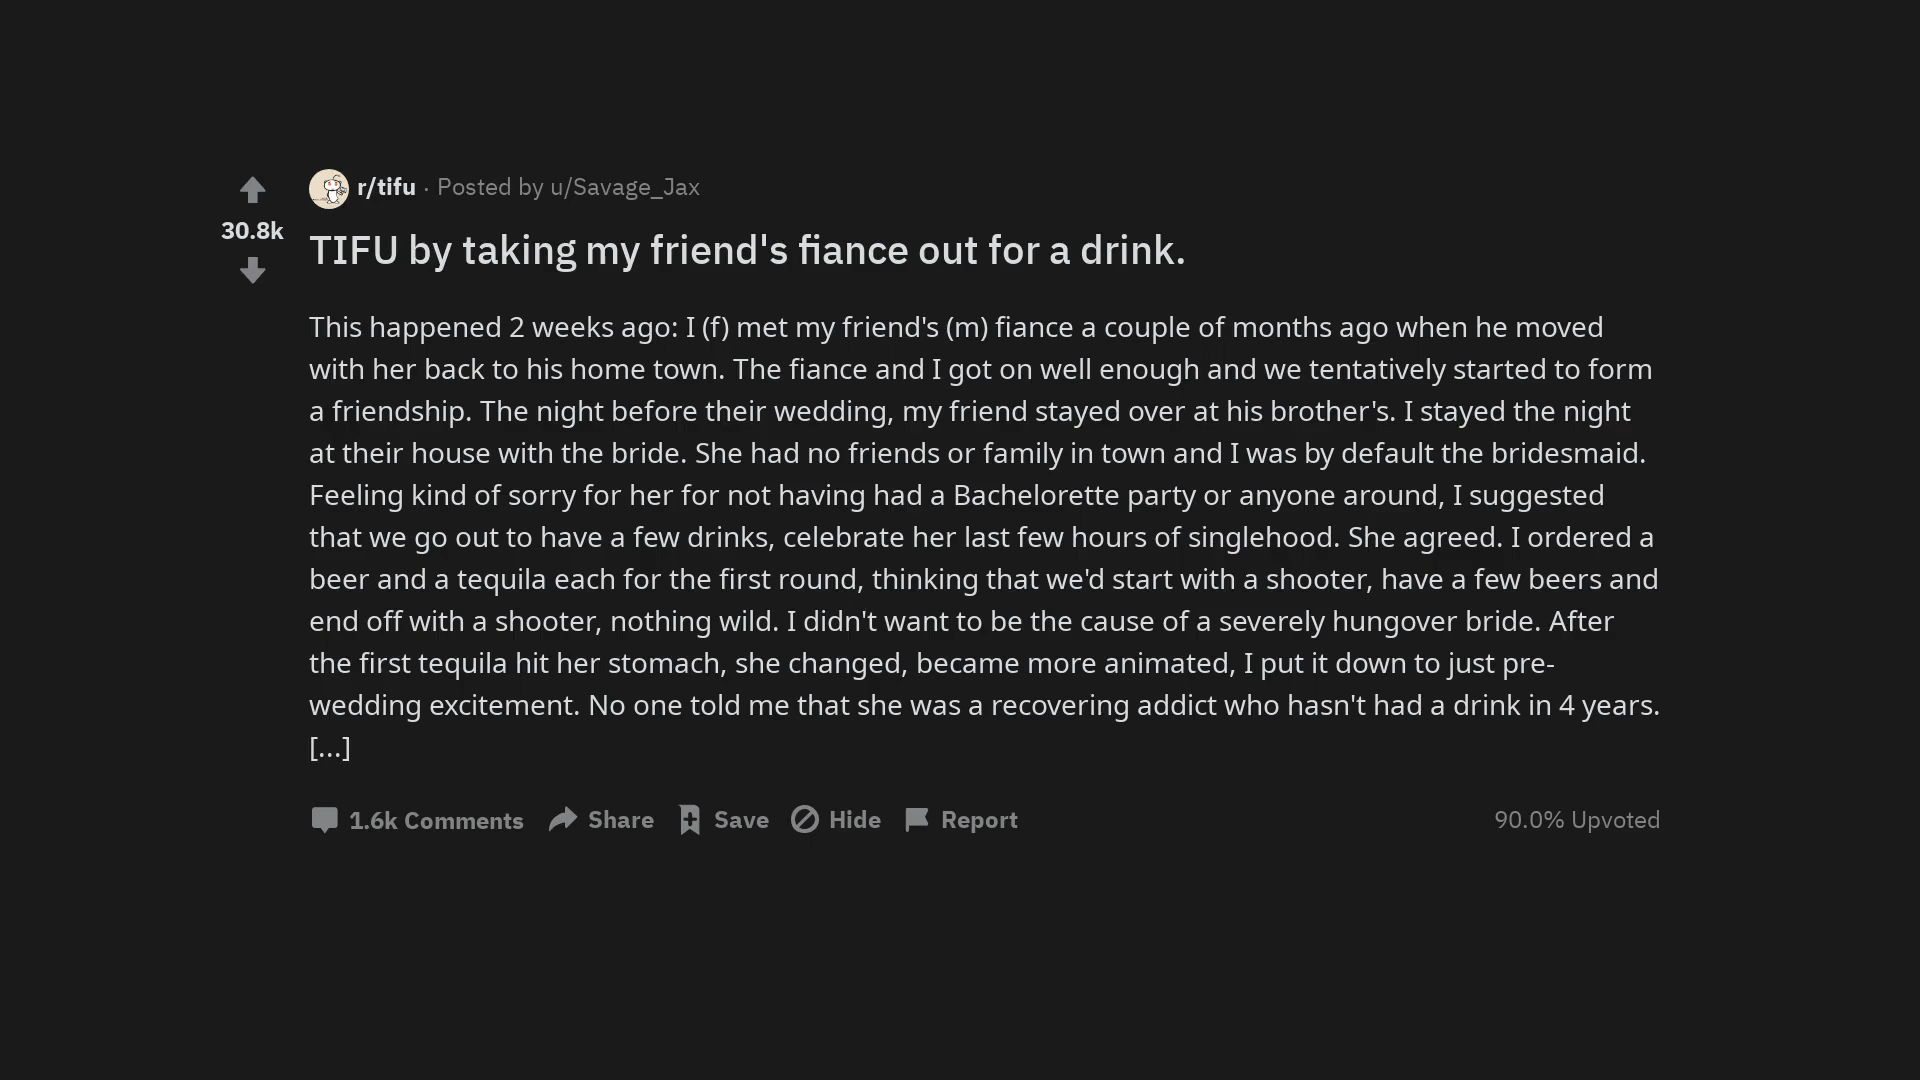 r/tifu · Posted by u/Savage_Jax
30.8k
TIFU by taking my friend's fiance out for a drink.
This happened 2 weeks ago: I (f) met my friend's (m) fiance a couple of months ago when he moved
with her back to his home town. The fiance and I got on well enough and we tentatively started to form
a friendship. The night before their wedding, my friend stayed over at his brother's. I stayed the night
at their house with the bride. She had no friends or family in town and I was by default the bridesmaid.
Feeling kind of sorry for her for not having had a Bachelorette party or anyone around, I suggested
that we go out to have a few drinks, celebrate her last few hours of singlehood. She agreed. I ordered a
beer and a tequila each for the first round, thinking that we'd start with a shooter, have a few beers and
end off with a shooter, nothing wild. I didn't want to be the cause of a severely hungover bride. After
the first tequila hit her stomach, she changed, became more animated, I put it down to just pre-
wedding excitement. No one told me that she was a recovering addict who hasn't had a drink in 4 years.
[...]
1.6k Comments Share Save Hide Report 90.0% Upvoted